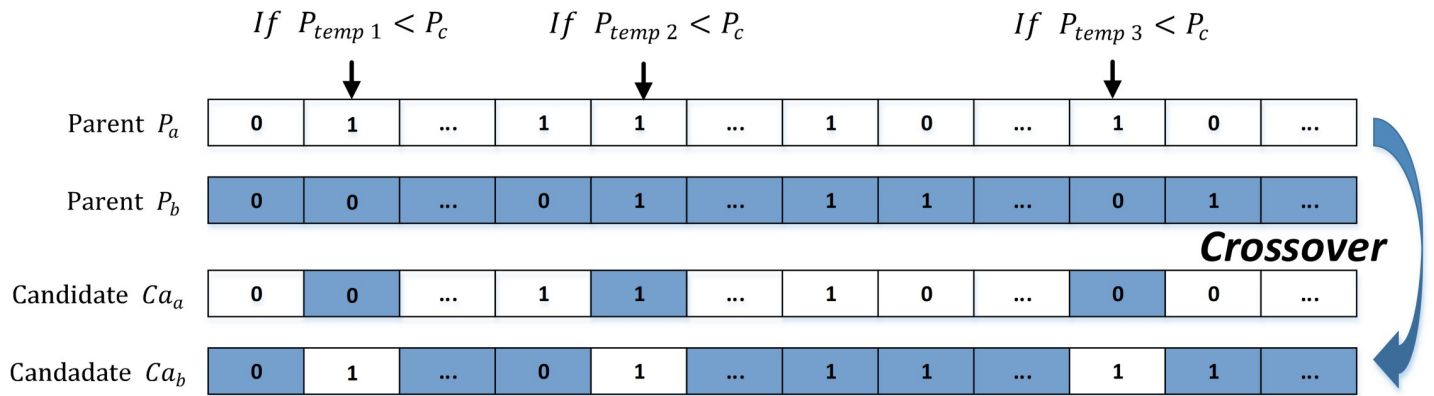 If P_temp 1 < P_c If P_temp 2 < P_c If P_temp 3 < P_c
Parent P_a 0 1 ... 1 1 ... 1 0 ... 1 0 ...
Parent P_b 0 0 ... 0 1 ... 1 1 ... 0 1 ...
Crossover
Candidate Ca_a 0 0 ... 1 1 ... 1 0 ... 0 0 ...
Candadate Ca_b 0 1 ... 0 1 ... 1 1 ... 1 1 ...